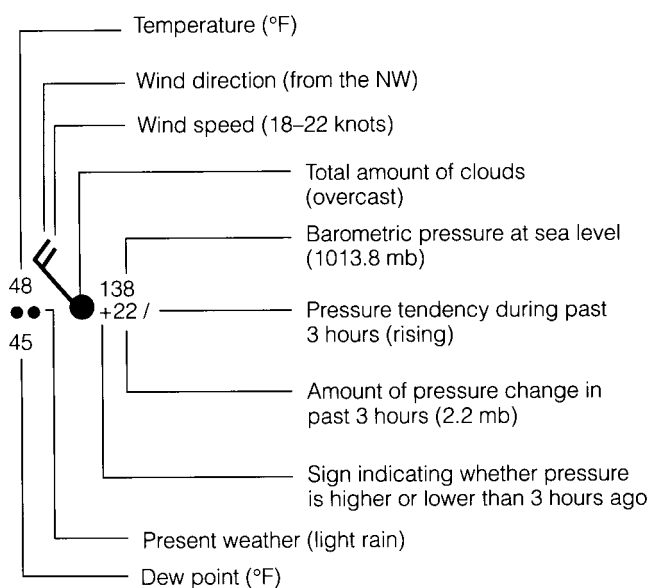 Temperature (°F)
Wind direction (from the NW)
Wind speed (18–22 knots)
Total amount of clouds
(overcast)
Barometric pressure at sea level
(1013.8 mb)
48
138
+22 /
Pressure tendency during past
3 hours (rising)
45
Amount of pressure change in
past 3 hours (2.2 mb)
Sign indicating whether pressure
is higher or lower than 3 hours ago
Present weather (light rain)
Dew point (°F)